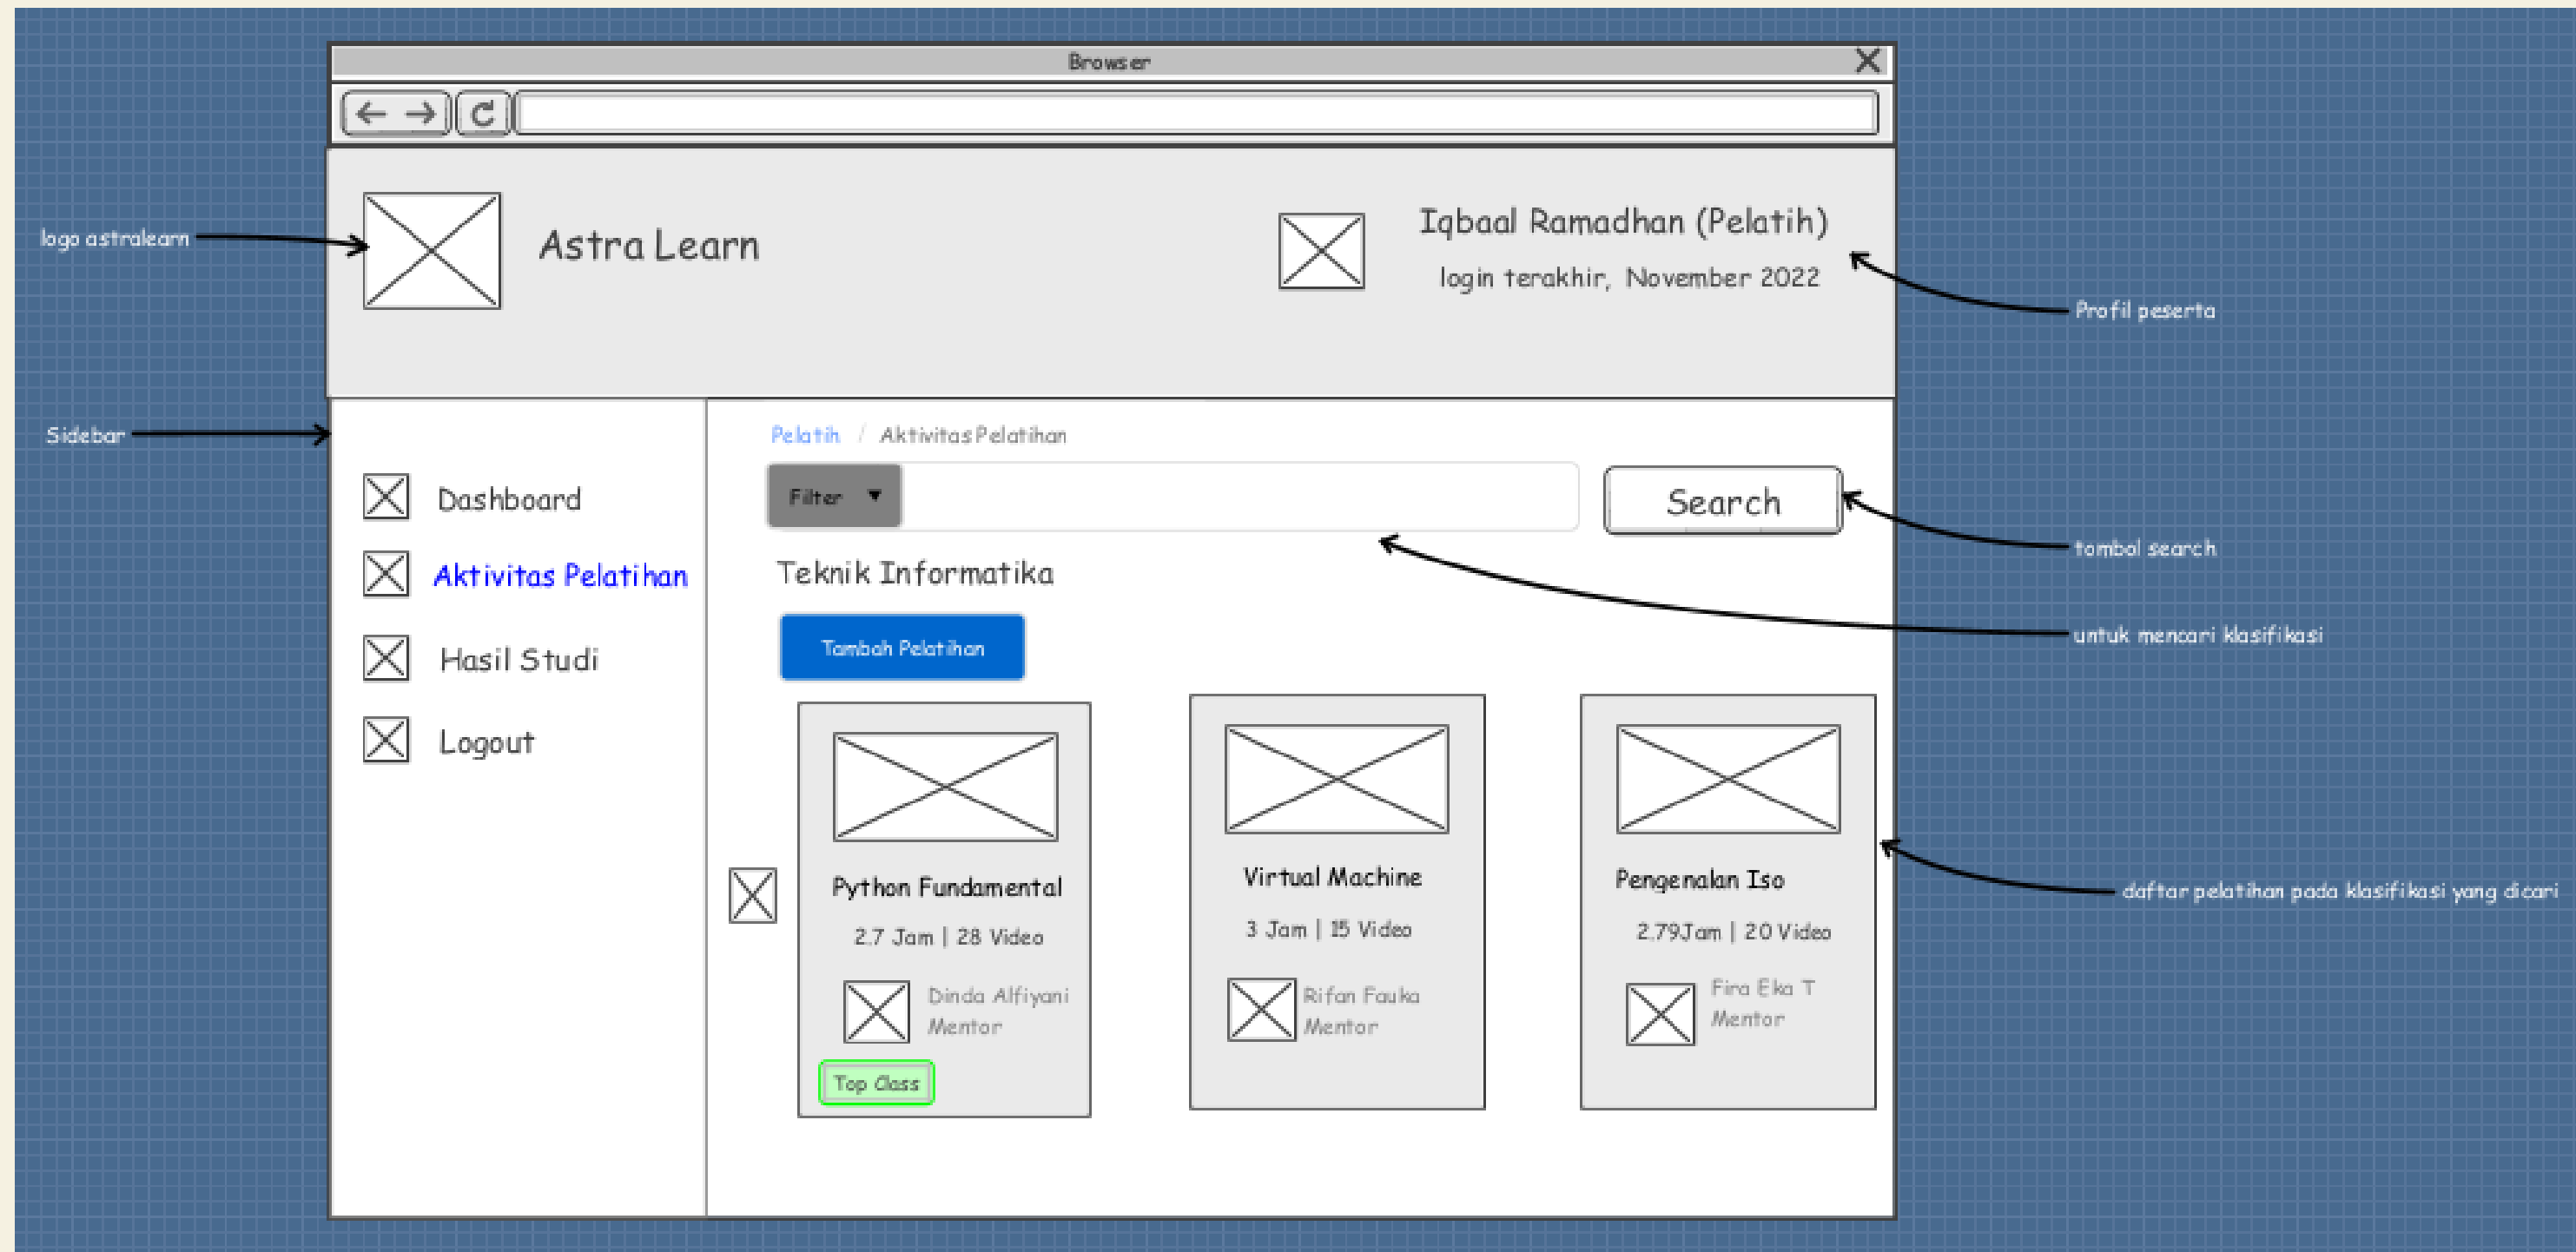 Browser
logo astralearn
Astra Learn
Iqbaal Ramadhan (Pelatih)
login terakhir, November 2022
Profil peserta
Sidebar
Dashboard
Aktivitas Pelatihan
Hasil Studi
Logout
Pelatih / Aktivitas Pelatihan
Filter ▼
Search
tombol search
untuk mencari klasifikasi
Teknik Informatika
Tambah Pelatihan
Python Fundamental
2.7 Jam | 28 Video
Dinda Alfiyani
Mentor
Top Class
Virtual Machine
3 Jam | 15 Video
Rifan Fauka
Mentor
Pengenalan Iso
2.79Jam | 20 Video
Fira Eka T
Mentor
daftar pelatihan pada klasifikasi yang dicari